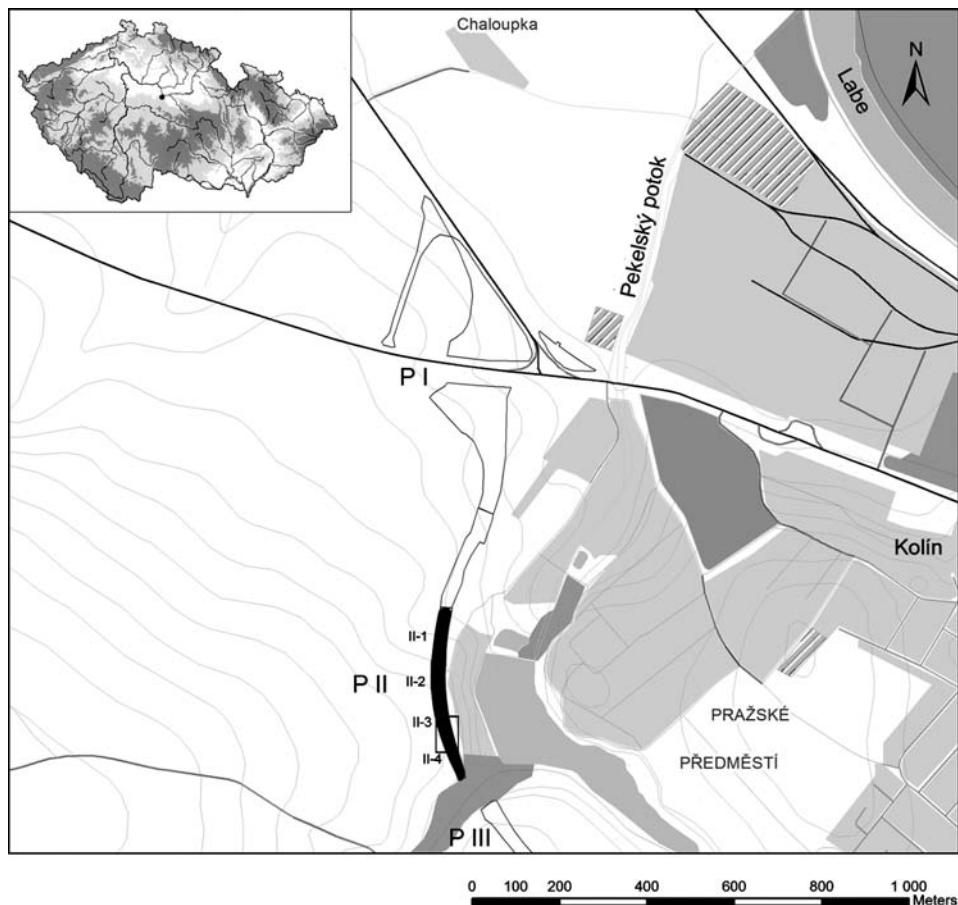 Chaloupka
N
Labe
Pekelský potok
P I
Kolín
II-1
P II
II-2
II-3
PRAŽSKÉ
II-4
PŘEDMĚSTÍ
P III
0 100 200 400 600 800 1 000
Meters